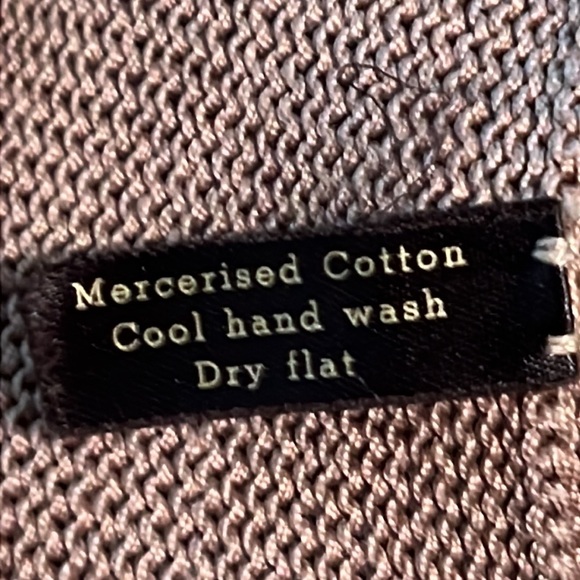 Mercerised Cotton
Cool hand wash
Dry flat